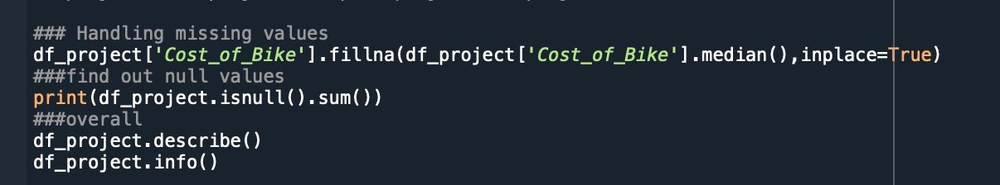 ### Handling missing values
df_project['Cost_of_Bike'].fillna(df_project['Cost_of_Bike'].median(),inplace=True)
###find out null values
print(df_project.isnull().sum())
###overall
df_project.describe()
df_project.info()